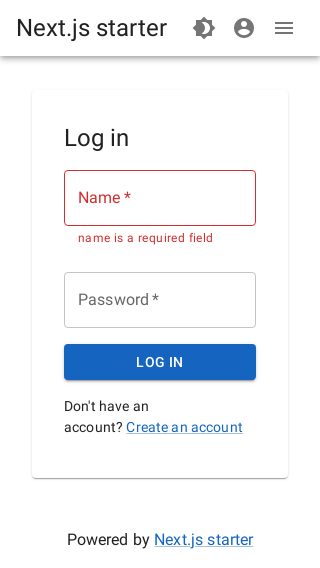 Next.js starter
Log in
Name *
name is a required field
Password *
LOG IN
Don't have an
account? Create an account
Powered by Next.js starter